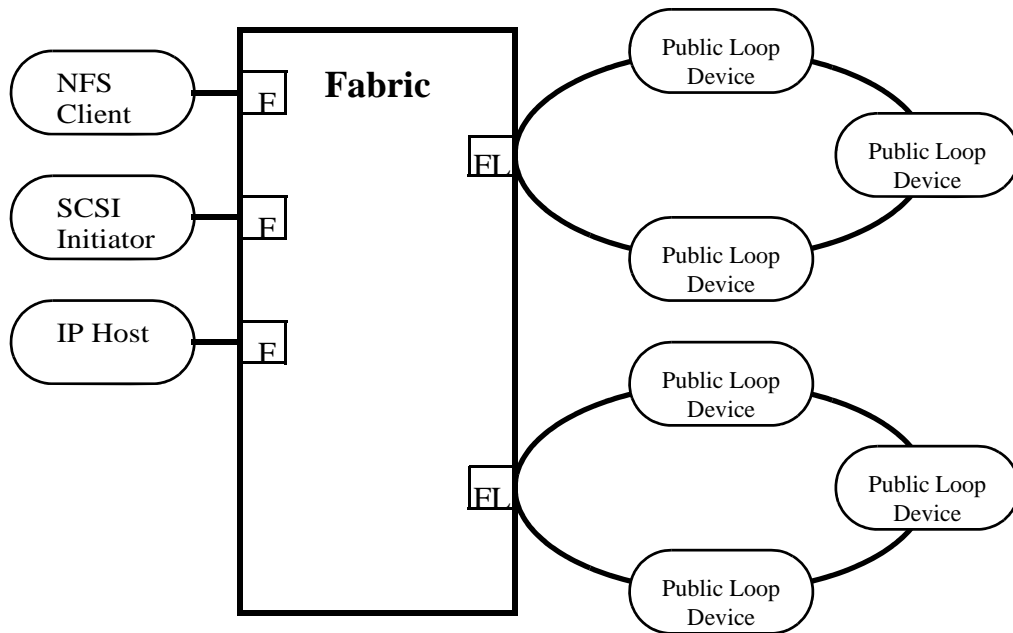 NFS
Client
F
Fabric
SCSI
Initiator
F
IP Host
F
FL
Public Loop
Device
Public Loop
Device
Public Loop
Device
FL
Public Loop
Device
Public Loop
Device
Public Loop
Device